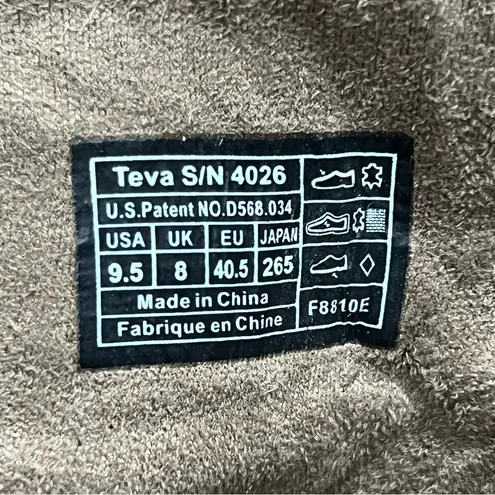 Teva S/N 4026
U.S.Patent NO.D568.034
USA UK EU JAPAN
9.5 8 40.5 265
Made in China
Fabrique en Chine
F8810E